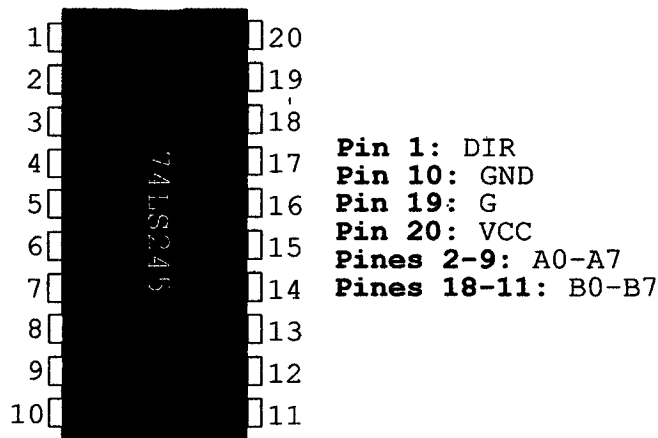 1 20
2 19
3 18
4 17
5 16
6 15
7 14
8 13
9 12
10 11
74LS245
Pin 1: DIR
Pin 10: GND
Pin 19: G
Pin 20: VCC
Pines 2-9: A0-A7
Pines 18-11: B0-B7